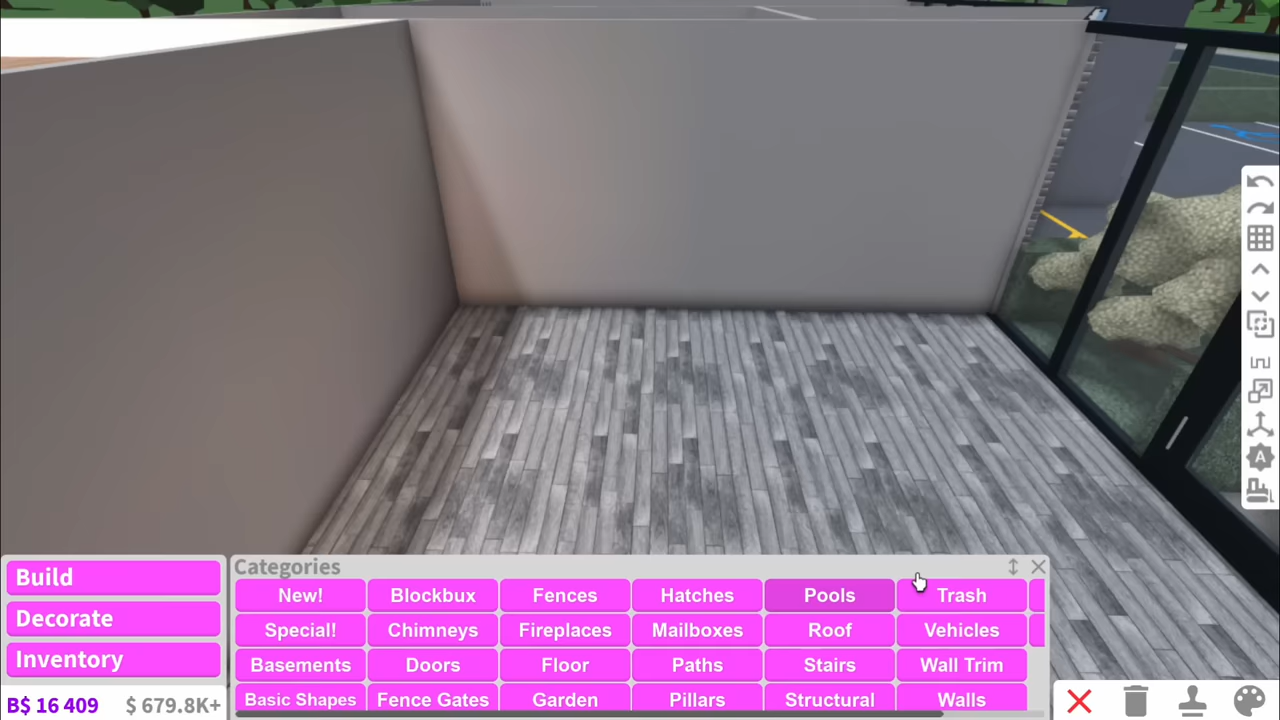 Categories
New! Blockbux Fences Hatches Pools Trash
Special! Chimneys Fireplaces Mailboxes Roof Vehicles
Basements Doors Floor Paths Stairs Wall Trim
Basic Shapes Fence Gates Garden Pillars Structural Walls
Build
Decorate
Inventory
B$ 16 409 $ 679.8K+
A